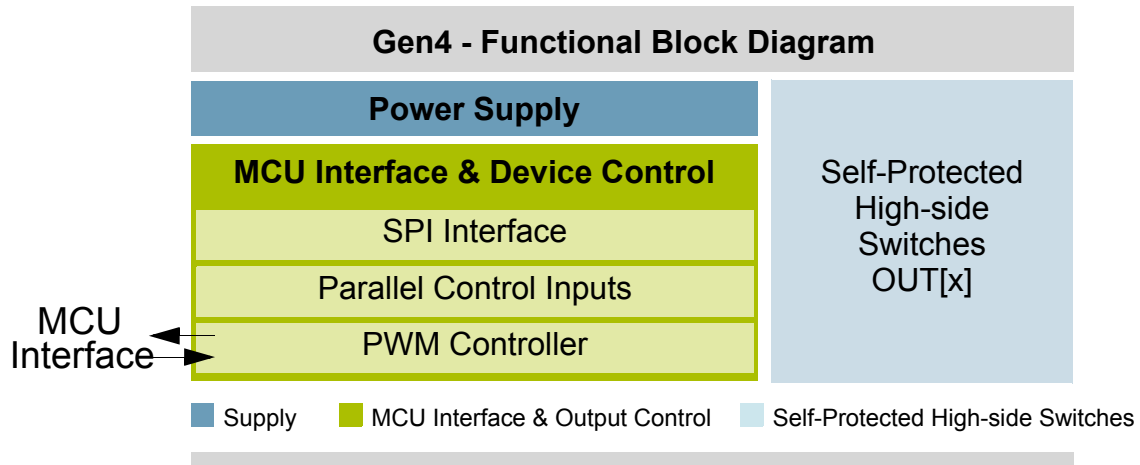 Gen4 - Functional Block Diagram
Power Supply
MCU Interface & Device Control
SPI Interface
Parallel Control Inputs
PWM Controller
MCU
Interface
Self-Protected
High-side
Switches
OUT[x]
Supply
MCU Interface & Output Control
Self-Protected High-side Switches